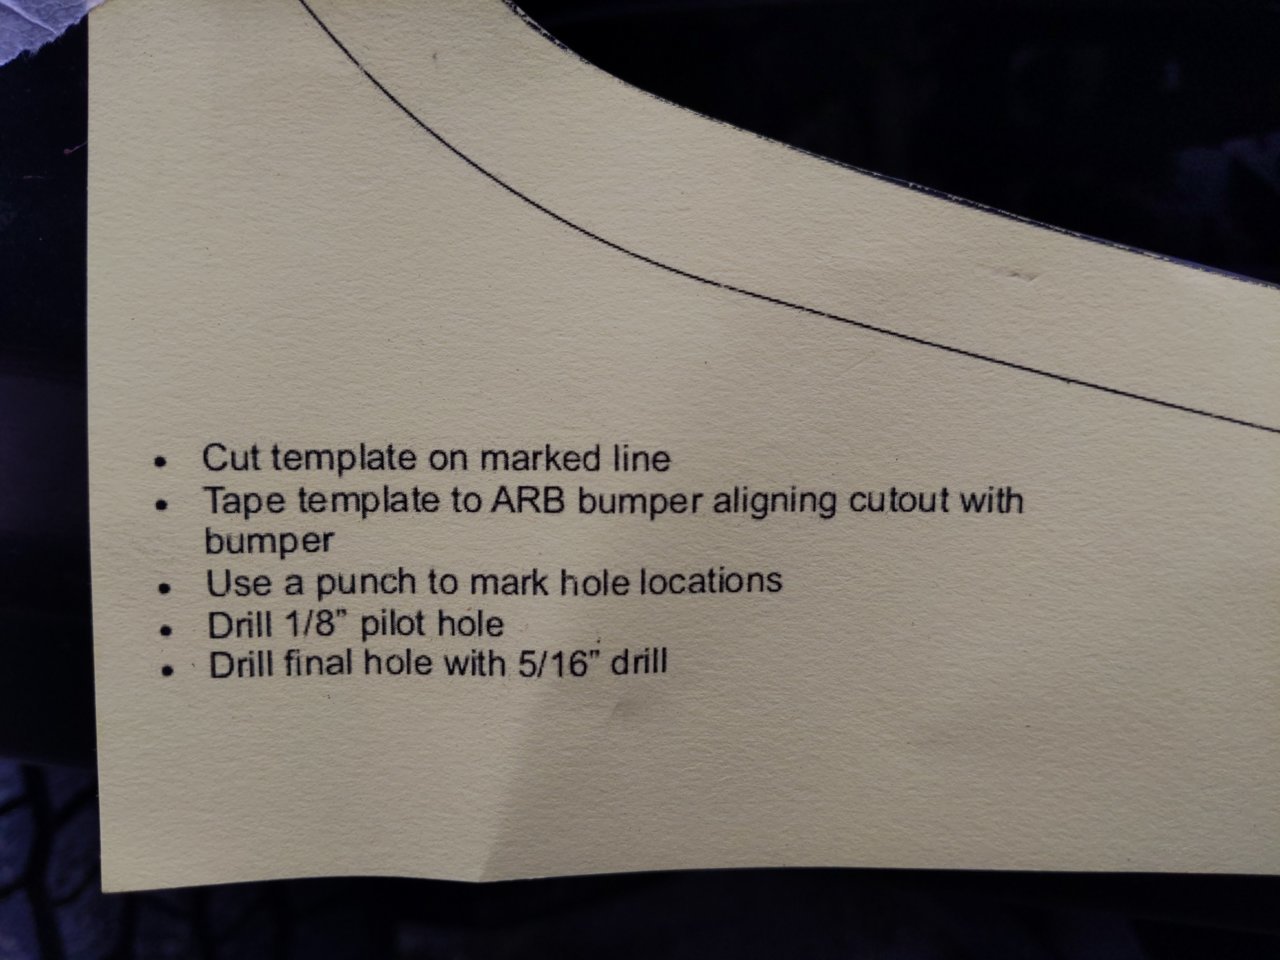 • Cut template on marked line
• Tape template to ARB bumper aligning cutout with
bumper
• Use a punch to mark hole locations
• Drill 1/8” pilot hole
• Drill final hole with 5/16” drill